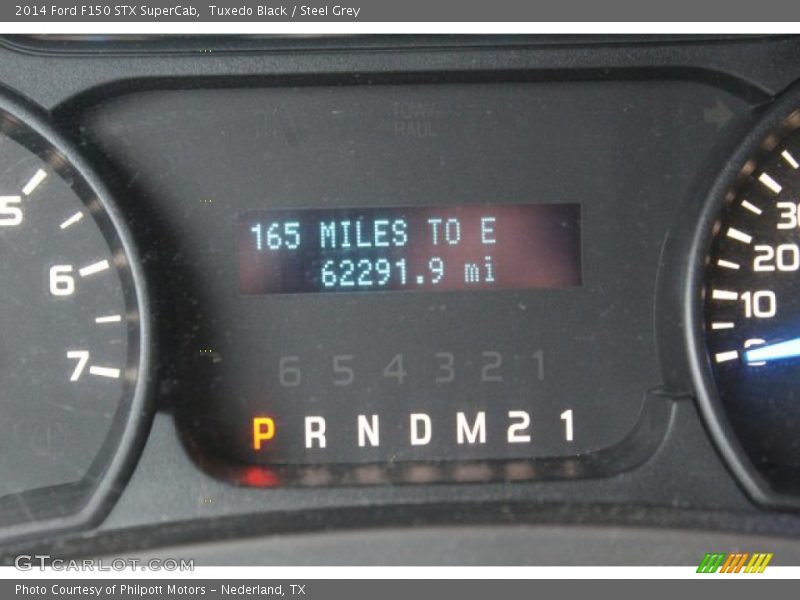 2014 Ford F150 STX SuperCab, Tuxedo Black / Steel Grey
TOW/
HAUL
165 MILES TO E
62291.9 mi
5
6
7
30
20
10
0
6 5 4 3 2 1
P R N D M 2 1
GTCARLOT.COM
Photo Courtesy of Philpott Motors - Nederland, TX